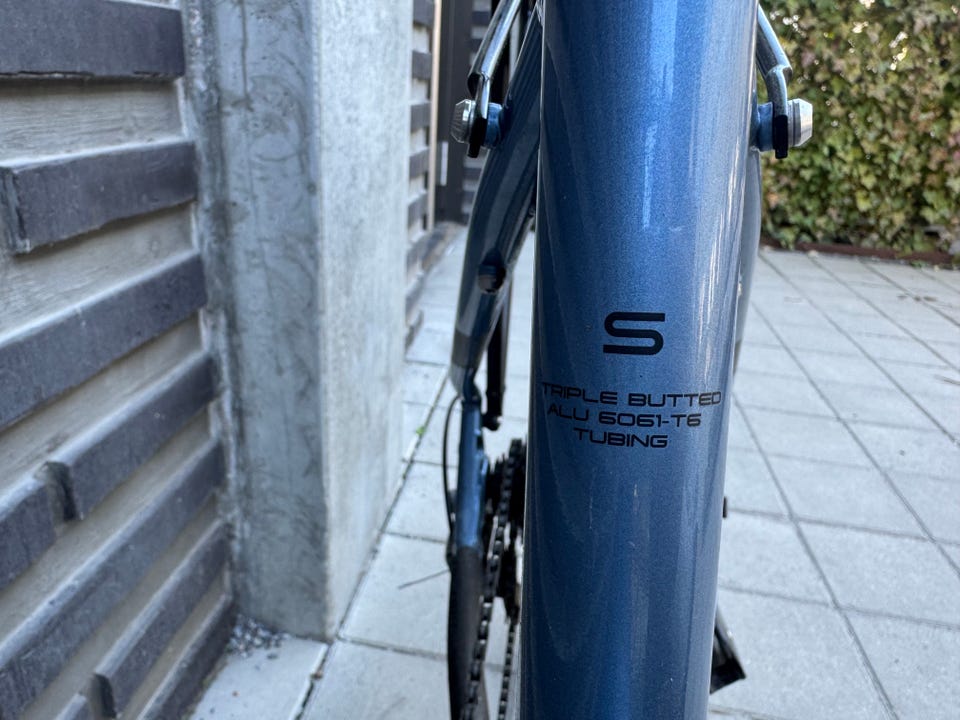 S
TRIPLE BUTTED
ALU 6061-T6
TUBING